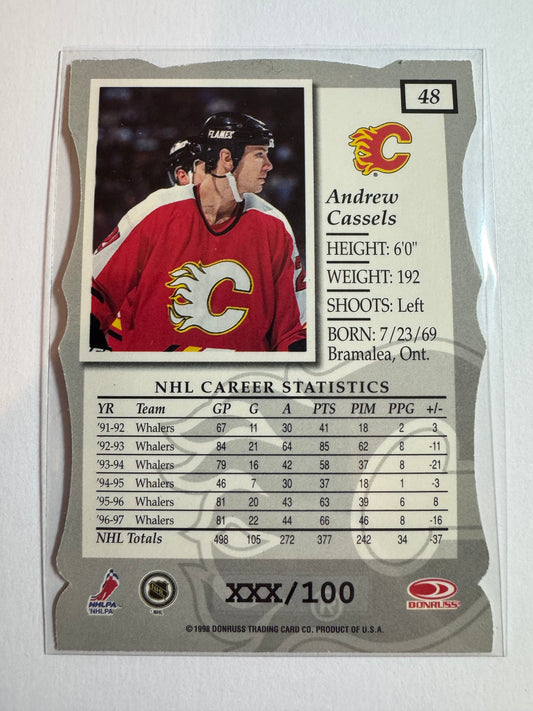 48
FLAMES
Andrew
Cassels
HEIGHT: 6'0"
WEIGHT: 192
SHOOTS: Left
BORN: 7/23/69
Bramalea, Ont.
NHL CAREER STATISTICS
YR Team GP G A PTS PIM PPG +/-
'91-92 Whalers 67 11 30 41 18 2 3
'92-93 Whalers 84 21 64 85 62 8 -11
'93-94 Whalers 79 16 42 58 37 8 -21
'94-95 Whalers 46 7 30 37 18 1 -3
'95-96 Whalers 81 20 43 63 39 6 8
'96-97 Whalers 81 22 44 66 46 8 -16
NHL Totals 498 105 272 377 242 34 -37
NHLPA
NHLPA
NHL
NHL
XXX/100
DONRUSS
©1998 DONRUSS TRADING CARD CO. PRODUCT OF U.S.A.